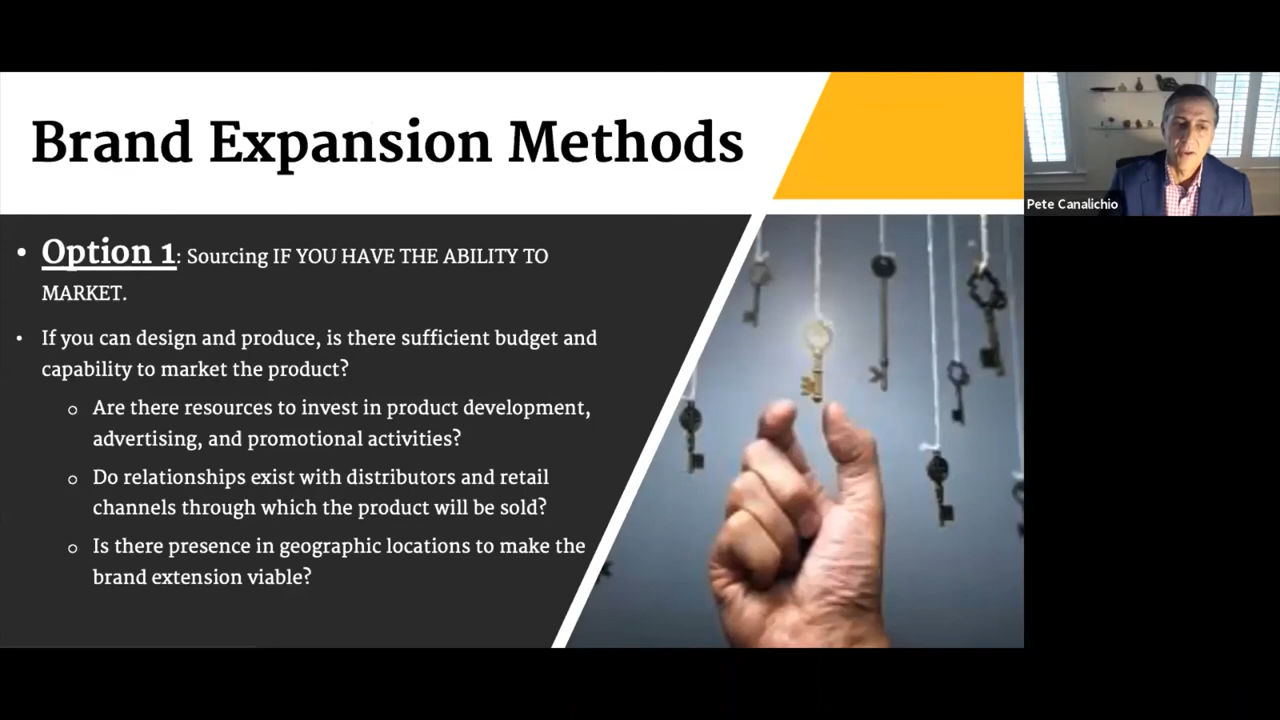 Brand Expansion Methods
Pete Canalichio
• Option 1: Sourcing IF YOU HAVE THE ABILITY TO
MARKET.
• If you can design and produce, is there sufficient budget and
capability to market the product?
o Are there resources to invest in product development,
advertising, and promotional activities?
o Do relationships exist with distributors and retail
channels through which the product will be sold?
o Is there presence in geographic locations to make the
brand extension viable?